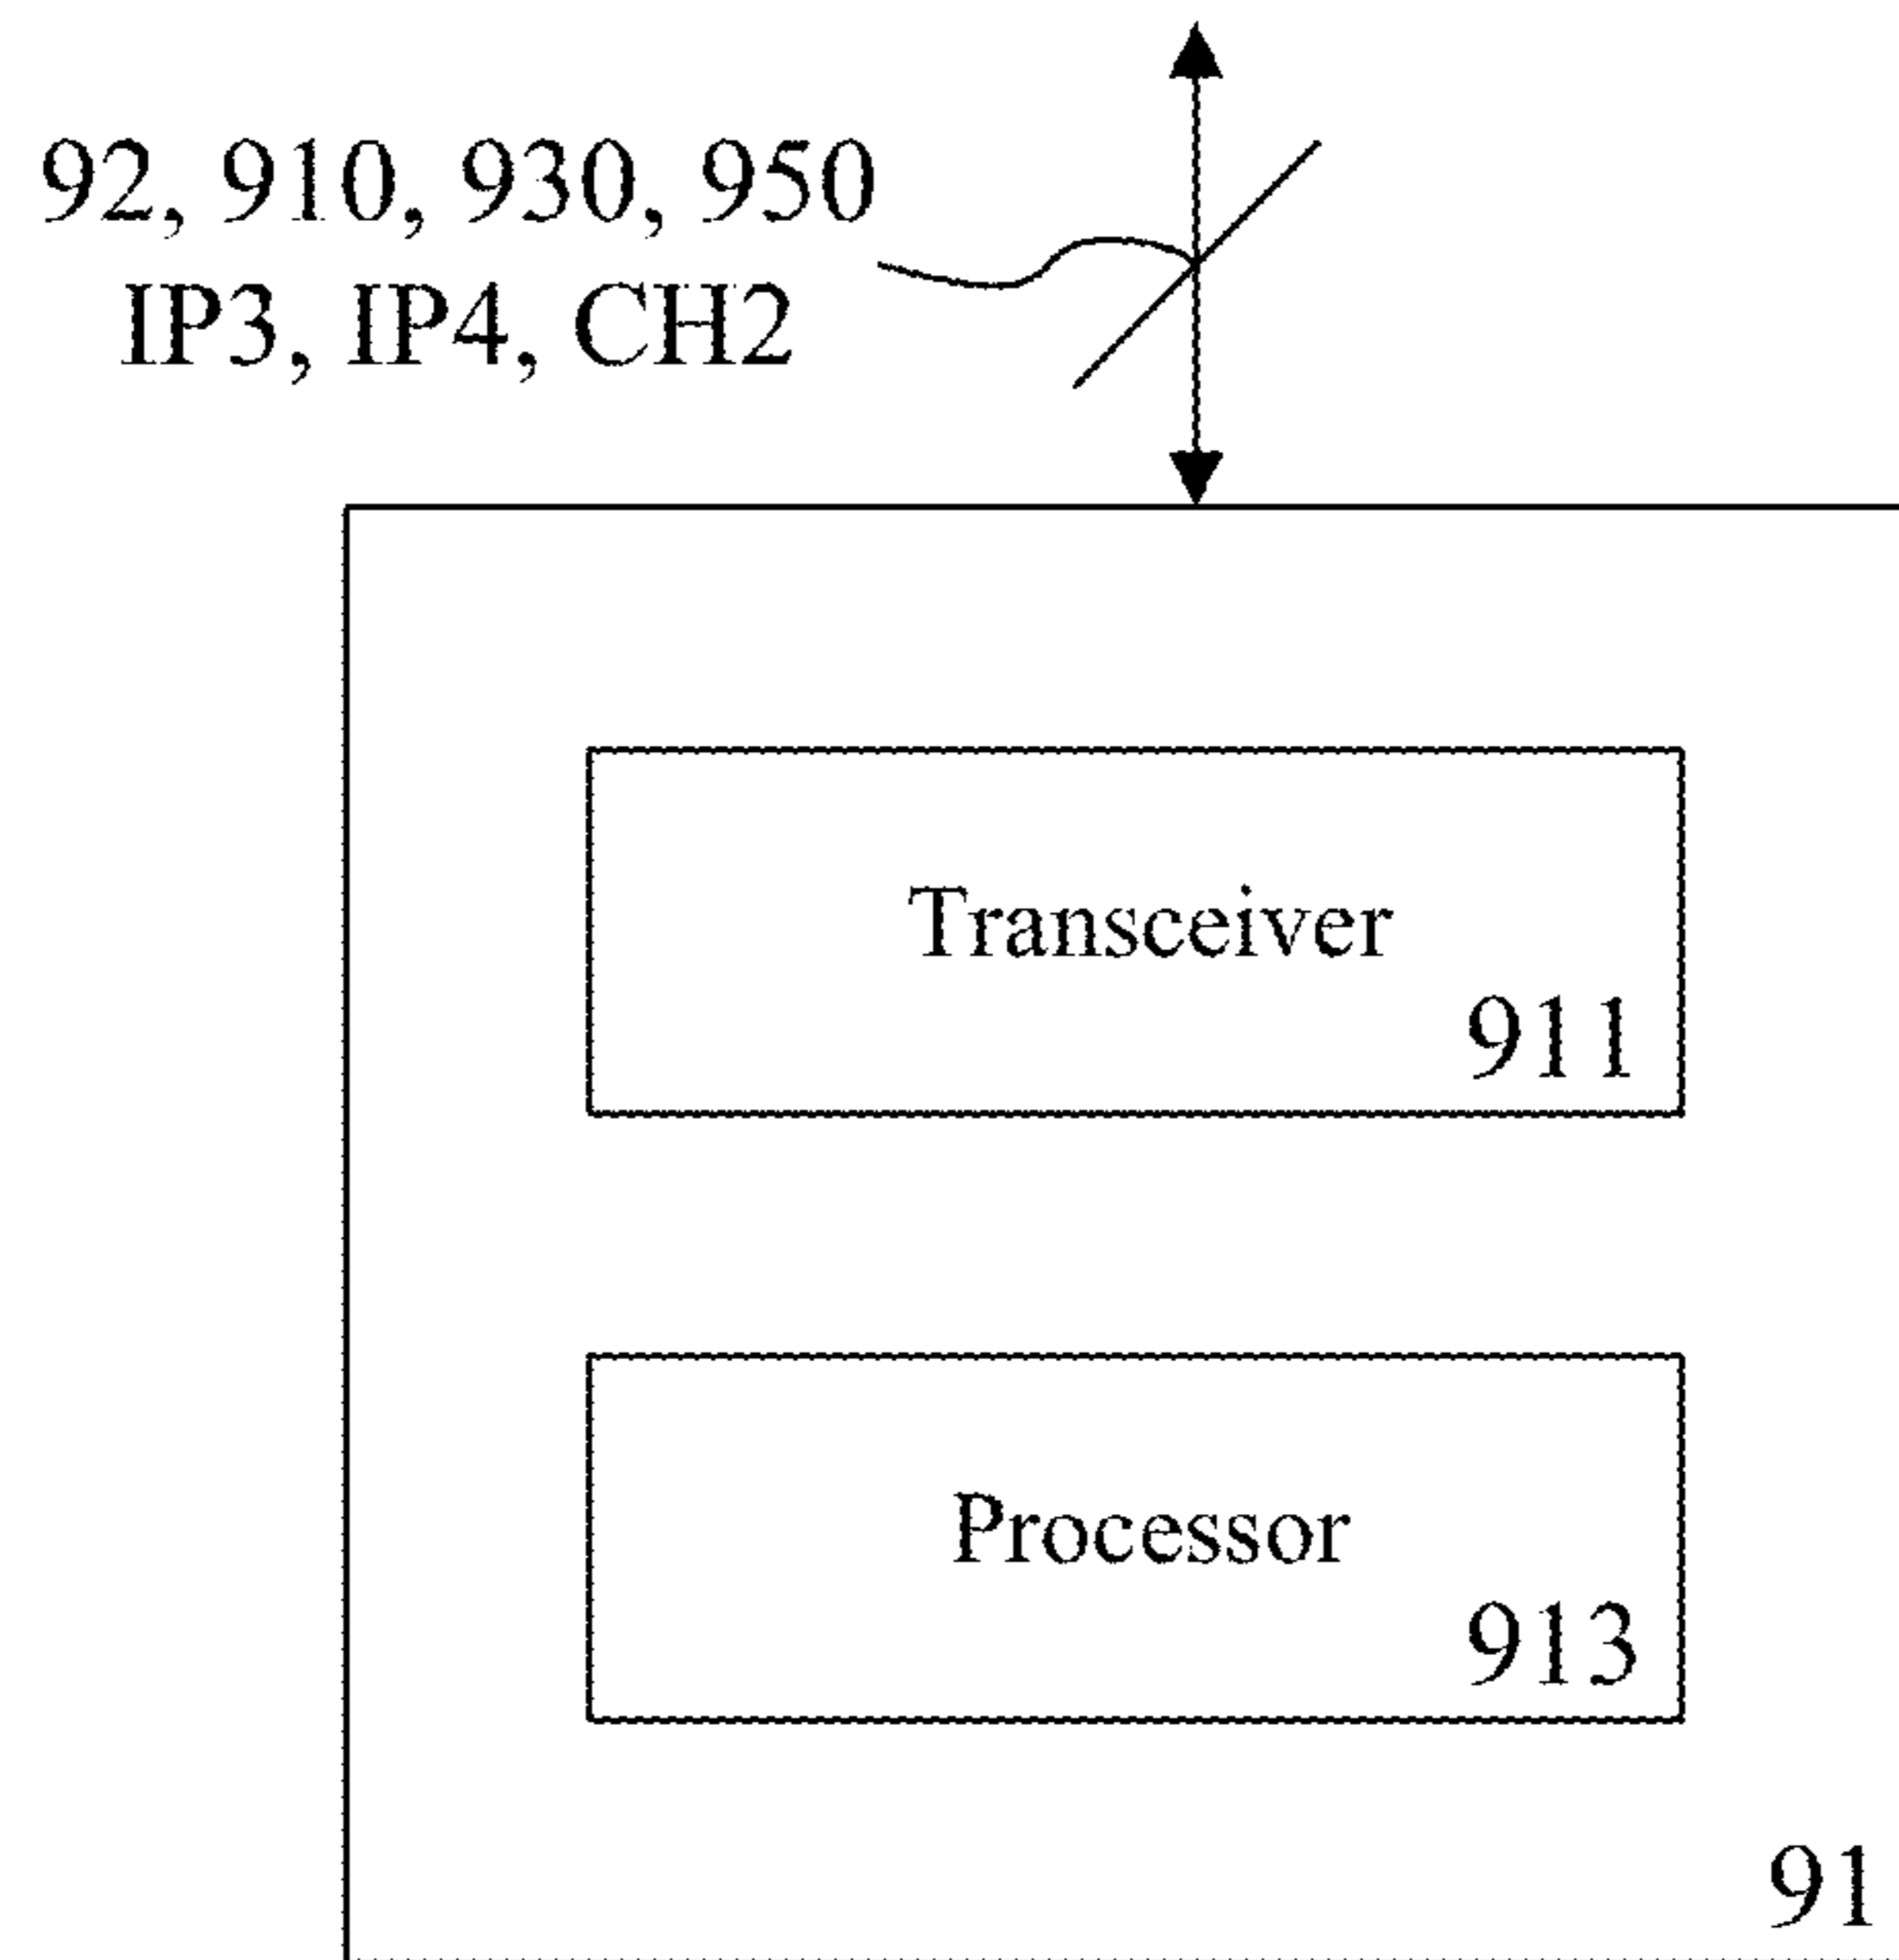 92, 910, 930, 950
IP3, IP4, CH2
Transceiver
911
Processor
913
91